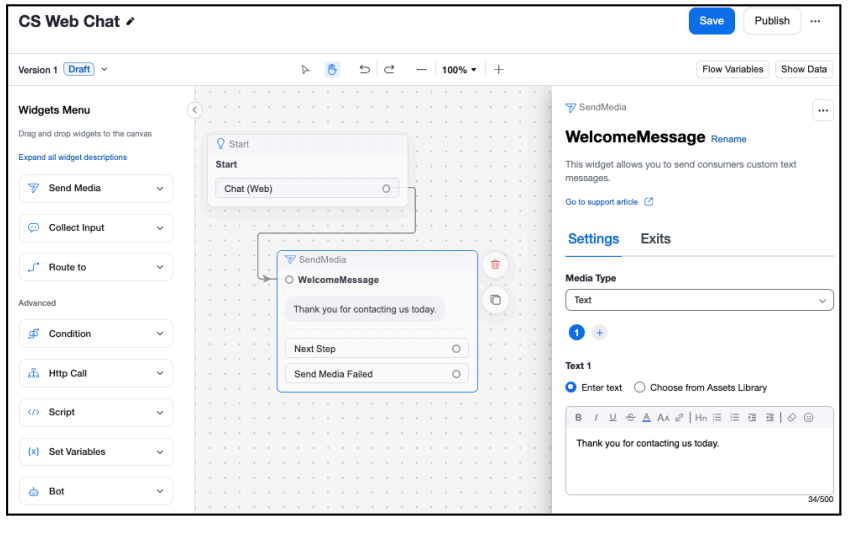 CS Web Chat
Save
Publish
Version 1
Draft
100%
Flow Variables
Show Data
Widgets Menu
Drag and drop widgets to the canvas
Expand all widget descriptions
Send Media
Collect Input
Route to
Advanced
Condition
Http Call
Script
Set Variables
Bot
Start
Start
Chat (Web)
SendMedia
WelcomeMessage
Thank you for contacting us today.
Next Step
Send Media Failed
SendMedia
WelcomeMessage Rename
This widget allows you to send consumers custom text
messages.
Go to support article
Settings Exits
Media Type
Text
1
Text 1
Enter text Choose from Assets Library
B I U S A AA Hn
Thank you for contacting us today.
34/500